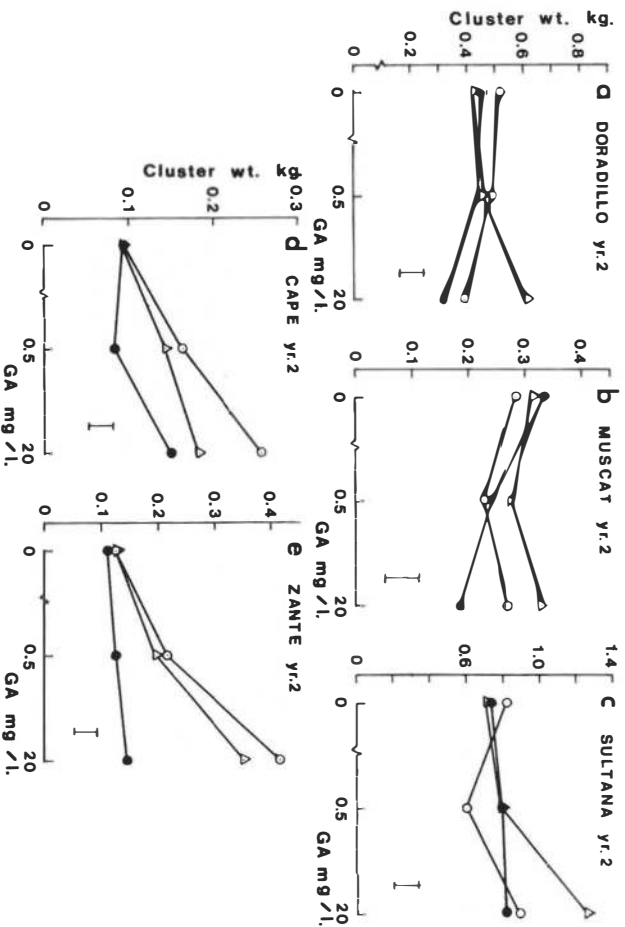 a DORADILLO yr.2
Cluster wt. kg.
0 0.2 0.4 0.6 0.8
0 0.5 20
GA mg/l.
b MUSCAT yr.2
0 0.1 0.2 0.3 0.4
0 0.5 20
GA mg/l.
c SULTANA yr.2
0 0.6 1.0 1.4
0 0.5 20
GA mg/l.
d CAPE yr.2
Cluster wt. kg
0 0.1 0.2 0.3
0 0.5 20
GA mg/l.
e ZANTE yr.2
0 0.1 0.2 0.3 0.4
0 0.5 20
GA mg/l.